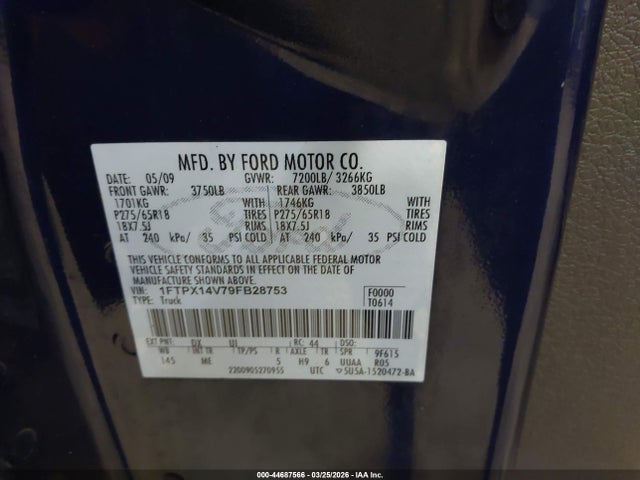 MFD. BY FORD MOTOR CO.
DATE: 05/09 GVWR: 7200LB/ 3266KG
FRONT GAWR: 3750LB REAR GAWR: 3850LB
1701KG WITH 1746KG WITH
P275/65R18 TIRES P275/65R18 TIRES
18X7.5J RIMS 18X7.5J RIMS
AT 240 kPa/ 35 PSI COLD AT 240 kPa/ 35 PSI COLD
THIS VEHICLE CONFORMS TO ALL APPLICABLE FEDERAL MOTOR
VEHICLE SAFETY STANDARDS IN EFFECT ON THE DATE OF
MANUFACTURE SHOWN ABOVE.
VIN: 1FTPX14V79FB28753 F0000
TYPE: Truck T0614
EXT PNT: DX UI RC: 44 DSO:
WB INT TR TP/PS R AXLE TR SPR 9F615
145 ME 5 H9 6 UUAA R05
2200905270955 UTC ▽5U5A-1520472-BA
000-44687566 - 03/25/2026 - IAA Inc.